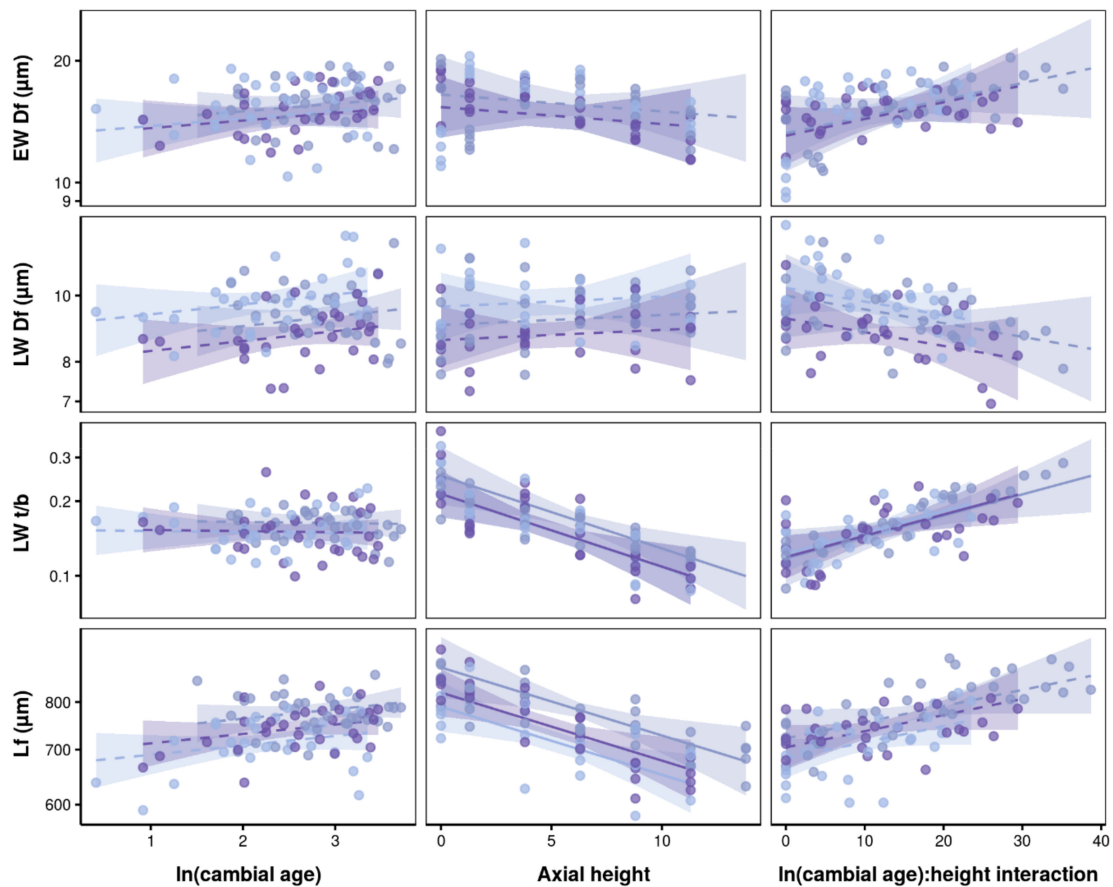 EW Df (µm)
20
10
9
LW Df (µm)
10
8
7
LW t/b
0.3
0.2
0.1
Lf (µm)
800
700
600
1 2 3 0 5 10 0 10 20 30 40
ln(cambial age) Axial height ln(cambial age):height interaction